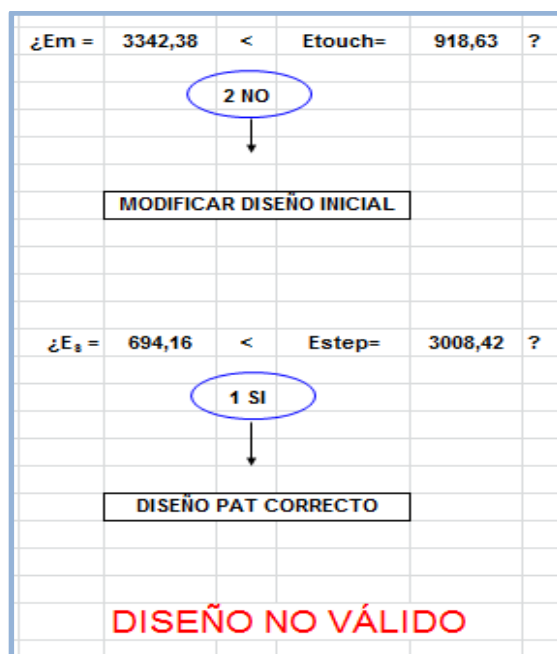 ¿Em = 3342,38 < Etouch= 918,63 ?
2 NO
MODIFICAR DISEÑO INICIAL
¿Es = 694,16 < Estep= 3008,42 ?
1 SI
DISEÑO PAT CORRECTO
DISEÑO NO VÁLIDO